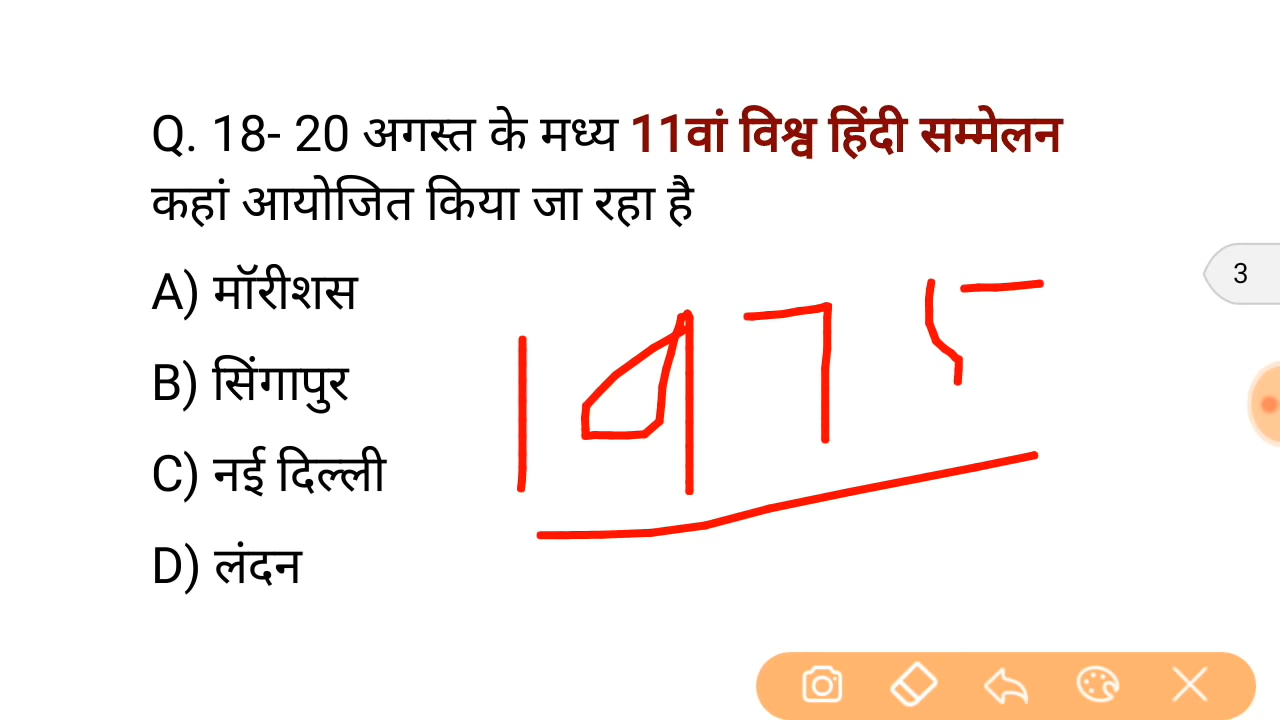 Q. 18- 20 अगस्त के मध्य 11वां विश्व हिंदी सम्मेलन
कहां आयोजित किया जा रहा है
A) मॉरीशस
B) सिंगापुर
C) नई दिल्ली
D) लंदन
1975
3